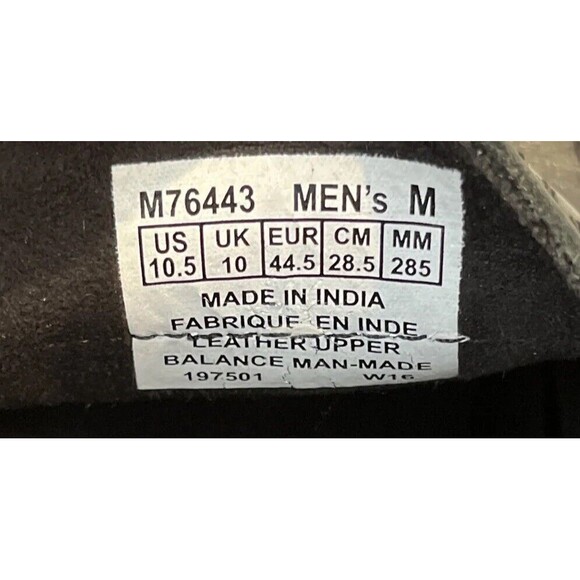 M76443 MEN's M
US UK EUR CM MM
10.5 10 44.5 28.5 285
MADE IN INDIA
FABRIQUE EN INDE
LEATHER UPPER
BALANCE MAN-MADE
197501 W16